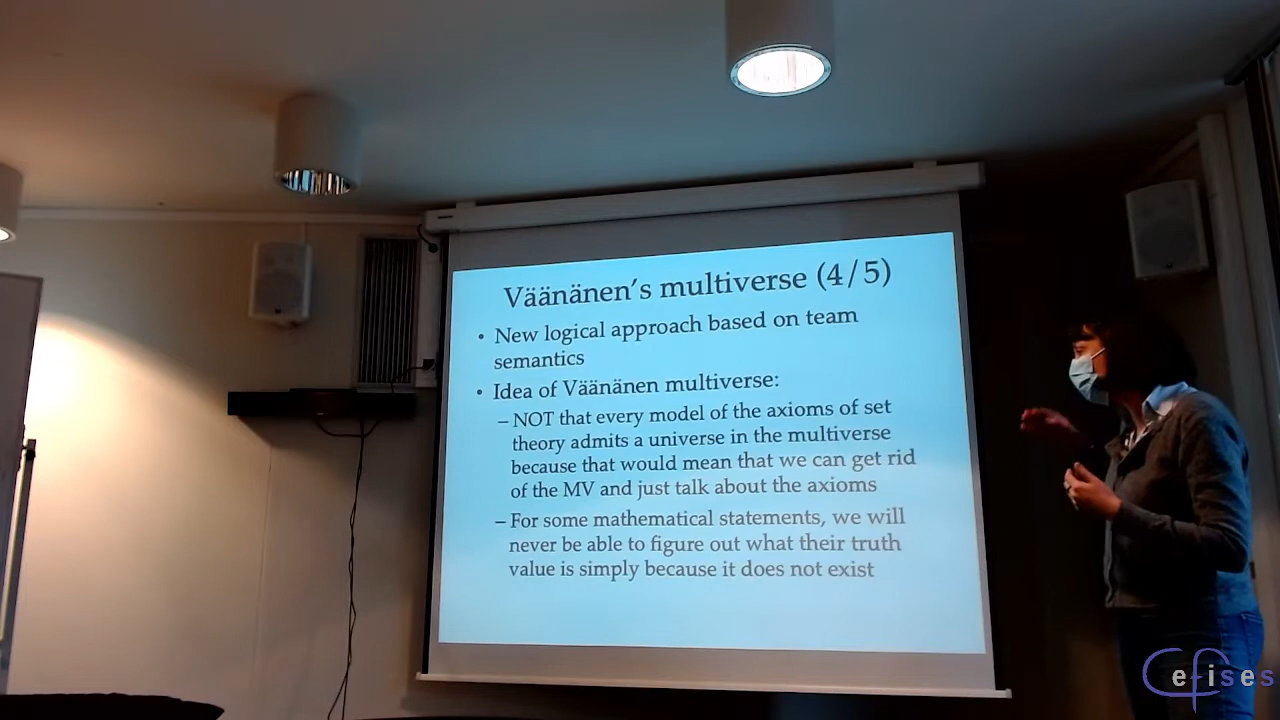 Väänänen's multiverse (4/5)
• New logical approach based on team
semantics
• Idea of Väänänen multiverse:
– NOT that every model of the axioms of set
theory admits a universe in the multiverse
because that would mean that we can get rid
of the MV and just talk about the axioms
– For some mathematical statements, we will
never be able to figure out what their truth
value is simply because it does not exist
Cefises